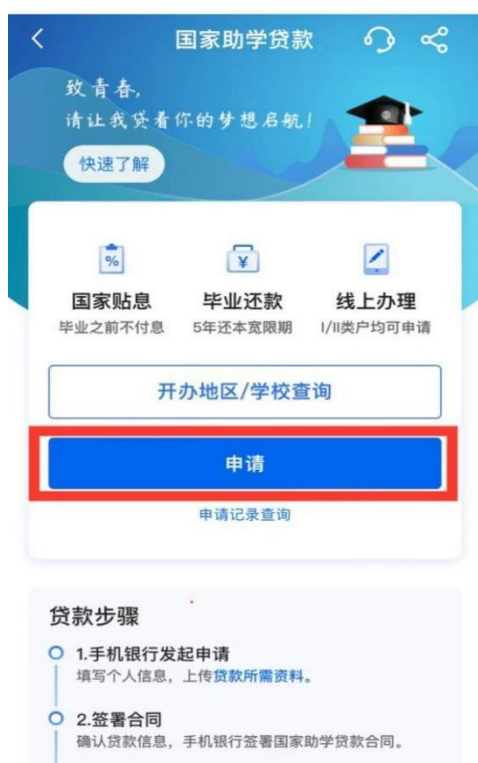 国家助学贷款
致青春,
请让我贷着你的梦想启航!
快速了解
%
¥
国家贴息 毕业还款 线上办理
毕业之前不付息 5年还本宽限期 I/II类户均可申请
开办地区/学校查询
申请
申请记录查询
贷款步骤
1.手机银行发起申请
填写个人信息，上传贷款所需资料。
2.签署合同
确认贷款信息，手机银行签署国家助学贷款合同。